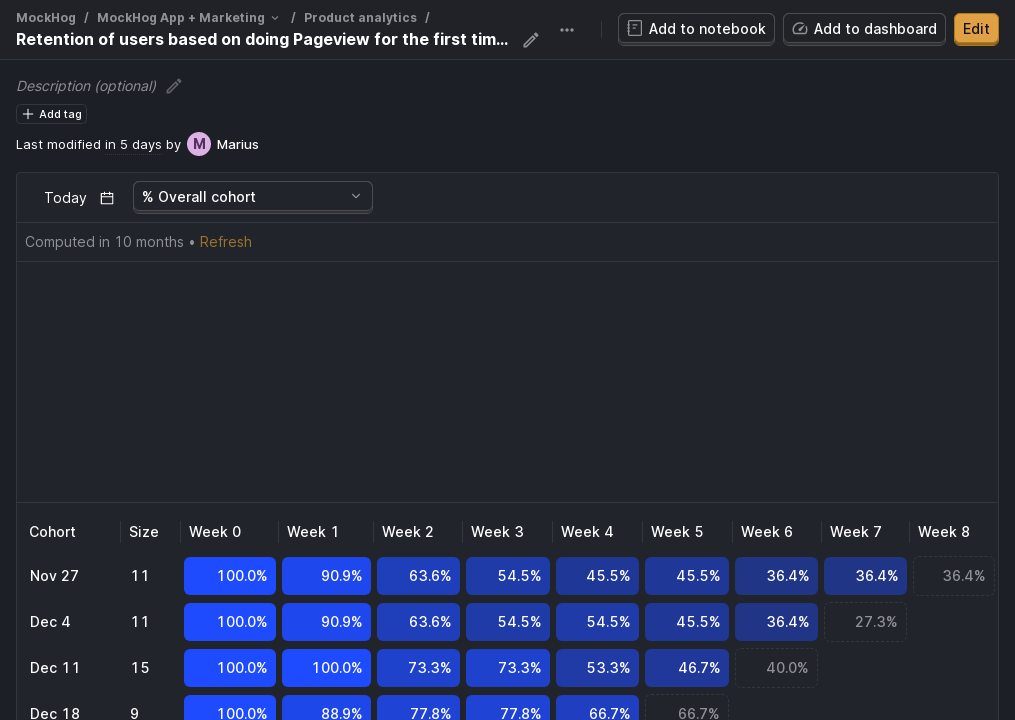 MockHog / MockHog App + Marketing / Product analytics /
Retention of users based on doing Pageview for the first tim...
Add to notebook
Add to dashboard
Edit
Description (optional)
Add tag
Last modified in 5 days by M Marius
Today
% Overall cohort
Computed in 10 months • Refresh
Cohort Size Week 0 Week 1 Week 2 Week 3 Week 4 Week 5 Week 6 Week 7 Week 8
Nov 27 11 100.0% 90.9% 63.6% 54.5% 45.5% 45.5% 36.4% 36.4% 36.4%
Dec 4 11 100.0% 90.9% 63.6% 54.5% 54.5% 45.5% 36.4% 27.3%
Dec 11 15 100.0% 100.0% 73.3% 73.3% 53.3% 46.7% 40.0%
Dec 18 9 100.0% 88.9% 77.8% 77.8% 66.7% 66.7%